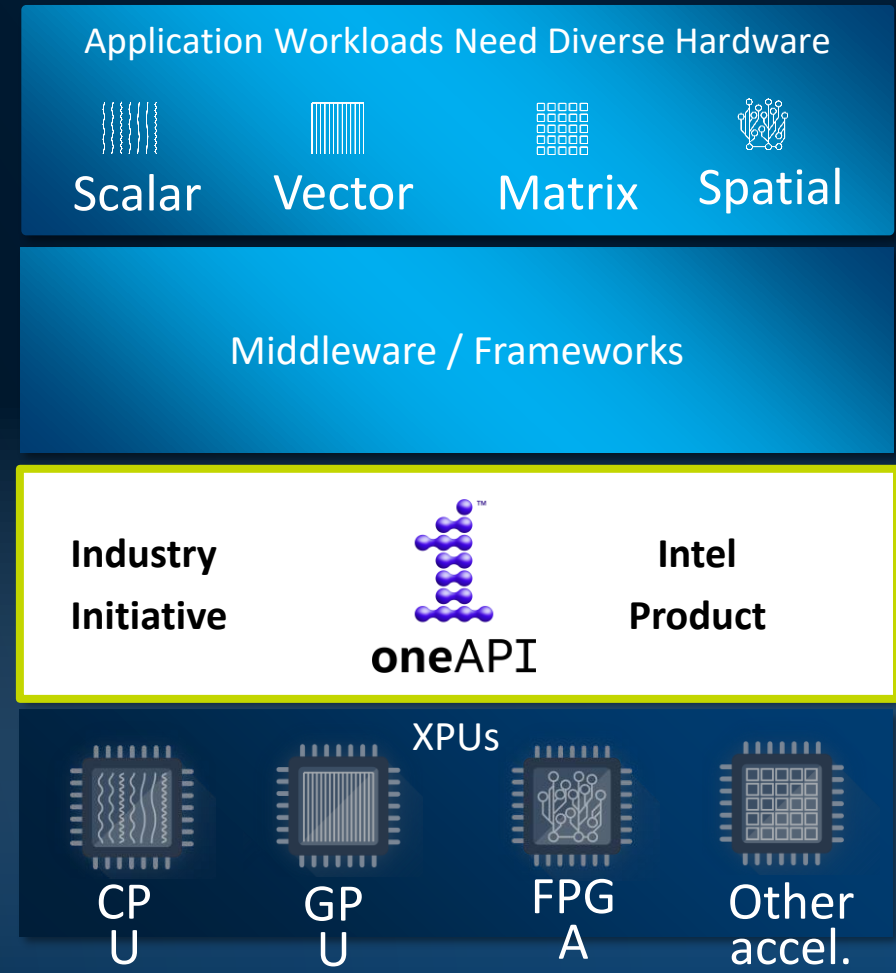 Application Workloads Need Diverse Hardware
Scalar Vector Matrix Spatial
Middleware / Frameworks
Industry
Initiative
™
oneAPI
Intel
Product
XPUs
CP
U
GP
U
FPG
A
Other
accel.